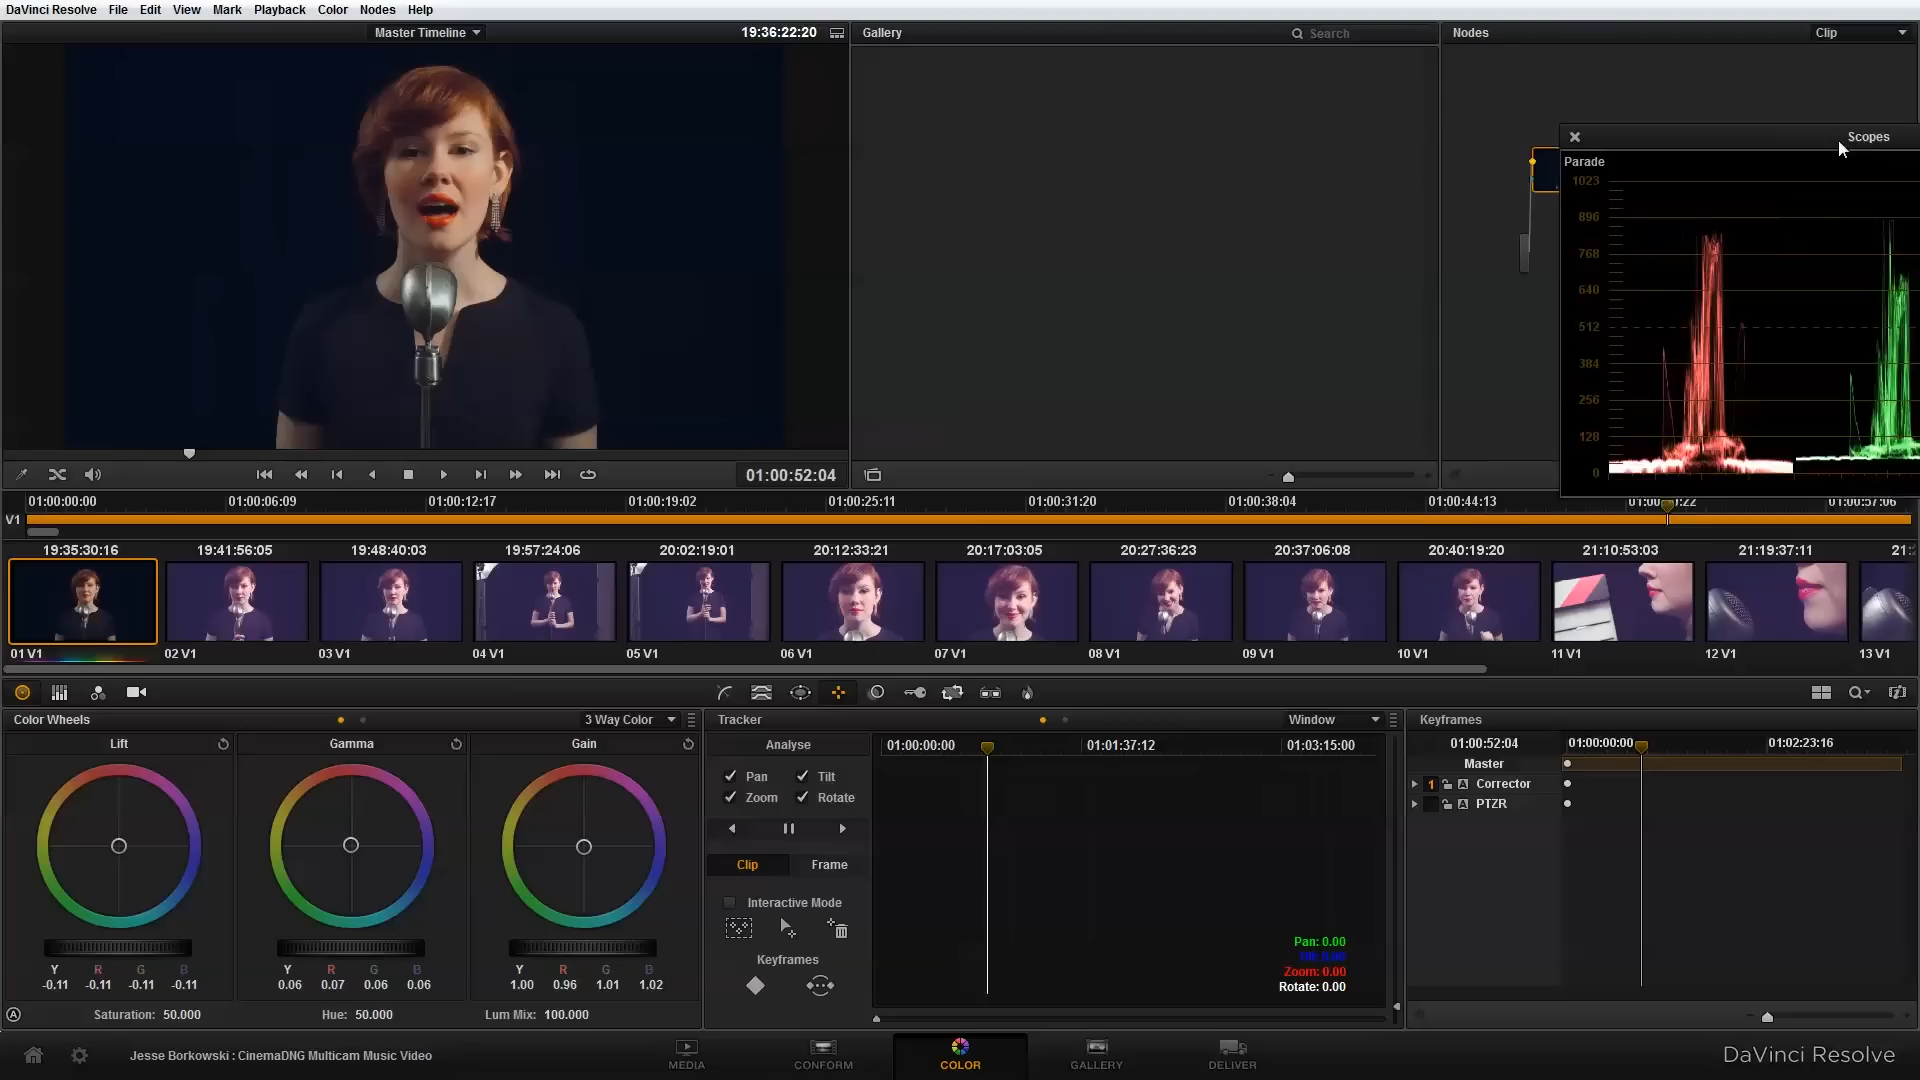 DaVinci Resolve File Edit View Mark Playback Color Nodes Help
Master Timeline 19:36:22:20 Gallery Search Nodes Clip
Scopes
Parade
1023
896
768
640
512
384
256
128
0
01:00:52:04
01:00:00:00 01:00:06:09 01:00:12:17 01:00:19:02 01:00:25:11 01:00:31:20 01:00:38:04 01:00:44:13 01:00:57:06
V1
19:35:30:16 19:41:56:05 19:48:40:03 19:57:24:06 20:02:19:01 20:12:33:21 20:17:03:05 20:27:36:23 20:37:06:08 20:40:19:20 21:10:53:03 21:19:37:11 21:
01 V1 02 V1 03 V1 04 V1 05 V1 06 V1 07 V1 08 V1 09 V1 10 V1 11 V1 12 V1 13 V1
Color Wheels 3 Way Color Tracker Window Keyframes
Lift Gamma Gain
Analyse
01:00:00:00 01:01:37:12 01:03:15:00
01:00:52:04 01:00:00:00 01:02:23:16
Master
Pan Tilt
1 A Corrector
Zoom Rotate
A PTZR
Clip Frame
Interactive Mode
Pan: 0.00
Tilt: 0.00
Zoom: 0.00
Rotate: 0.00
Keyframes
Y R G B Y R G B Y R G B
-0.11 -0.11 -0.11 -0.11 0.06 0.07 0.06 0.06 1.00 0.96 1.01 1.02
A Saturation: 50.000 Hue: 50.000 Lum Mix: 100.000
Jesse Borkowski : CinemaDNG Multicam Music Video
MEDIA CONFORM COLOR GALLERY DELIVER
DaVinci Resolve